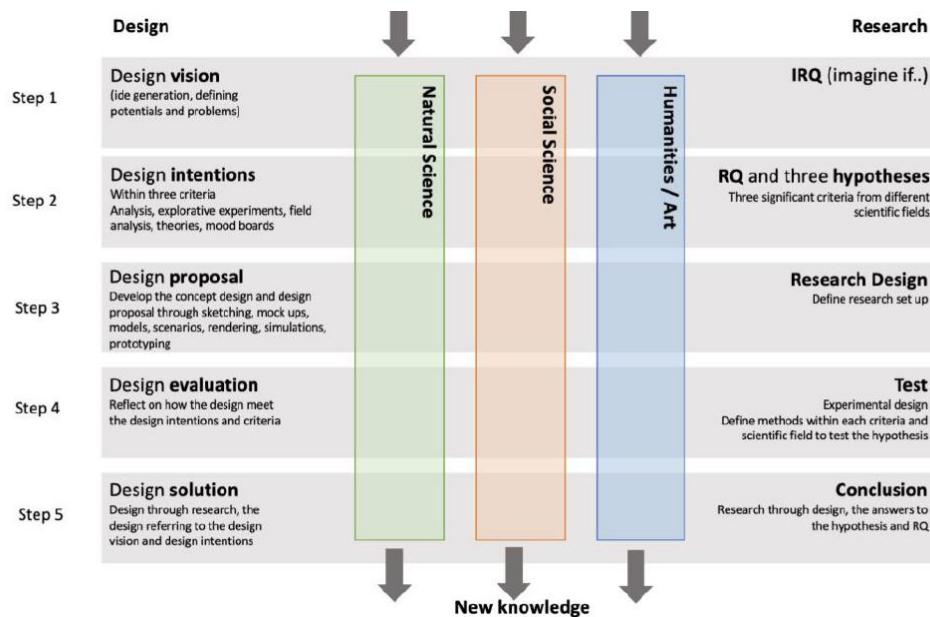 Design
Research
Step 1
Design vision
(ide generation, defining
potentials and problems)
IRQ (imagine if..)
Natural Science
Social Science
Humanities / Art
Step 2
Design intentions
Within three criteria
Analysis, explorative experiments, field
analysis, theories, mood boards
RQ and three hypotheses
Three significant criteria from different
scientific fields
Step 3
Design proposal
Develop the concept design and design
proposal through sketching, mock ups,
models, scenarios, rendering, simulations,
prototyping
Research Design
Define research set up
Step 4
Design evaluation
Reflect on how the design meet
the design intentions and criteria
Test
Experimental design
Define methods within each criteria and
scientific field to test the hypothesis
Step 5
Design solution
Design through research, the
design referring to the design
vision and design intentions
Conclusion
Research through design, the answers to
the hypothesis and RQ
New knowledge